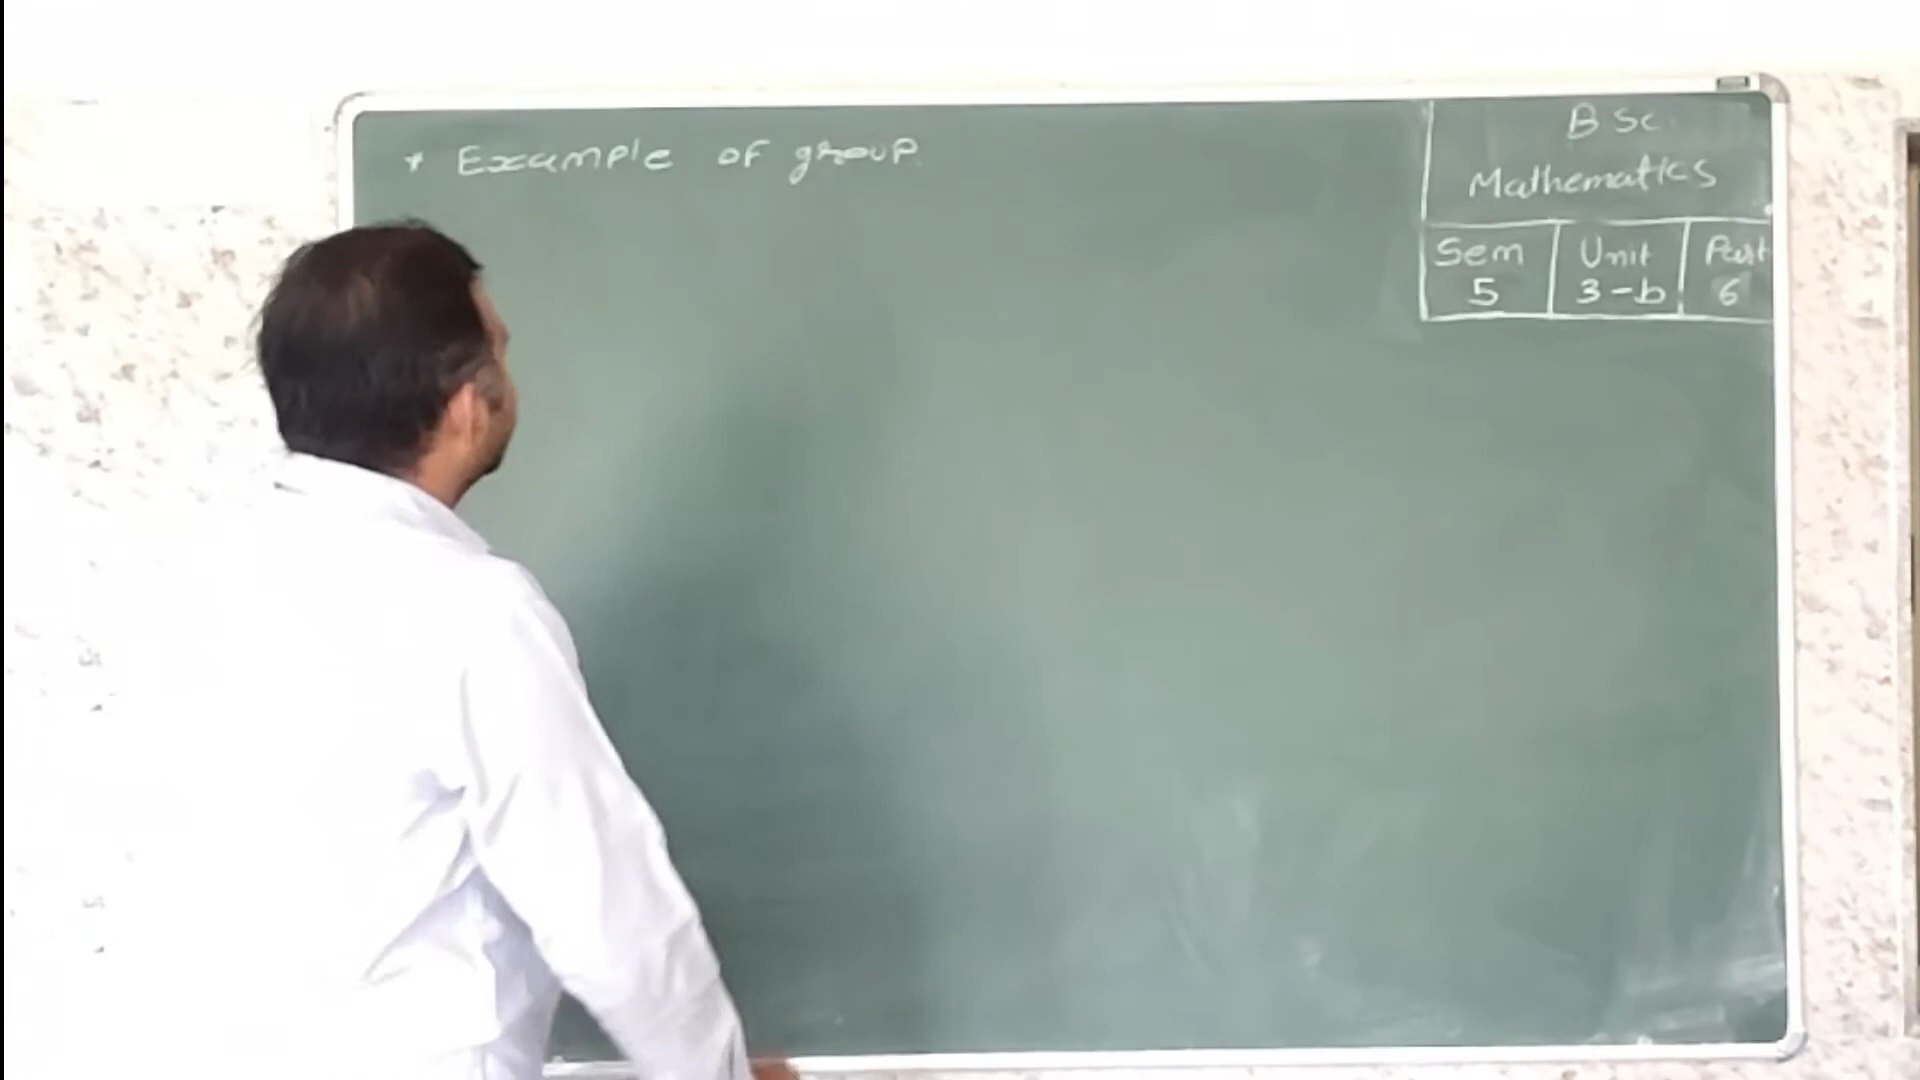 * Example of group.
B Sc.
Mathematics
Sem Unit Part
5 3-b 6